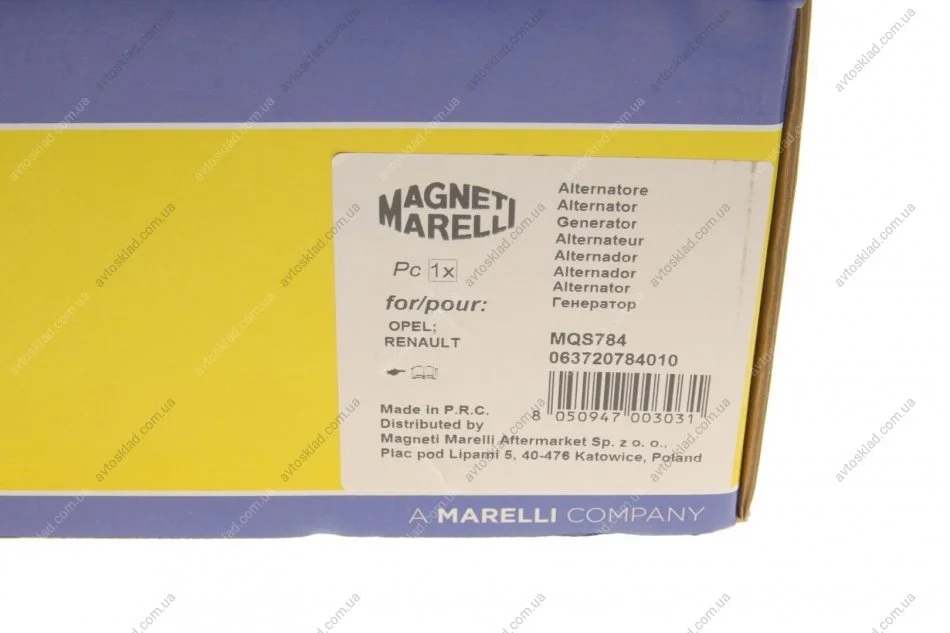 MAGNETI
MARELLI
Pc 1x
for/pour:
OPEL;
RENAULT
Alternatore
Alternator
Generator
Alternateur
Alternador
Alternador
Alternator
Генератор
MQS784
063720784010
8 050947 003031
Made in P.R.C.
Distributed by
Magneti Marelli Aftermarket Sp. z o. o.,
Plac pod Lipami 5, 40-476 Katowice, Poland
A MARELLI COMPANY
avtosklad.com.ua